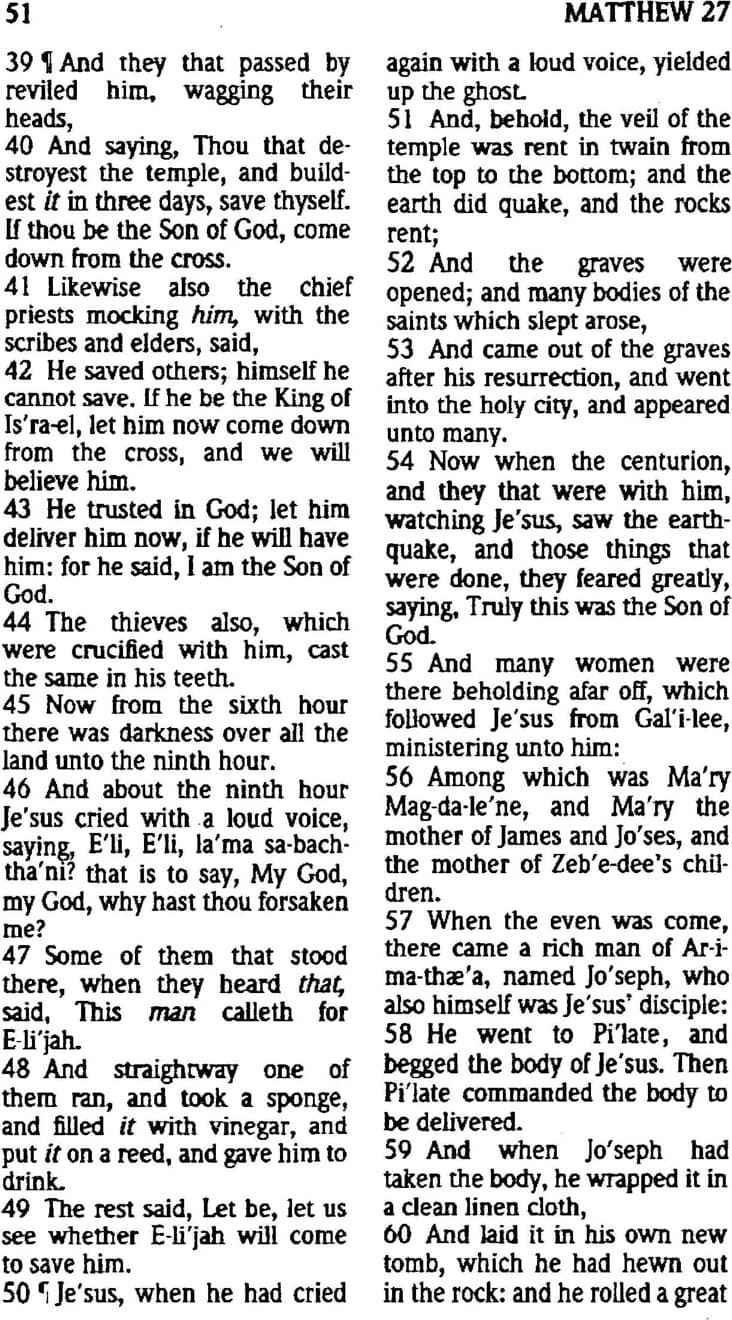 51
MATTHEW 27
39 ¶ And they that passed by
reviled him, wagging their
heads,
40 And saying, Thou that de-
stroyest the temple, and build-
est it in three days, save thyself.
If thou be the Son of God, come
down from the cross.
41 Likewise also the chief
priests mocking him, with the
scribes and elders, said,
42 He saved others; himself he
cannot save. If he be the King of
Is'ra-el, let him now come down
from the cross, and we will
believe him.
43 He trusted in God; let him
deliver him now, if he will have
him: for he said, I am the Son of
God.
44 The thieves also, which
were crucified with him, cast
the same in his teeth.
45 Now from the sixth hour
there was darkness over all the
land unto the ninth hour.
46 And about the ninth hour
Je'sus cried with a loud voice,
saying, E'li, E'li, la'ma sa-bach-
tha'ni? that is to say, My God,
my God, why hast thou forsaken
me?
47 Some of them that stood
there, when they heard that,
said, This man calleth for
E-li'jah.
48 And straightway one of
them ran, and took a sponge,
and filled it with vinegar, and
put it on a reed, and gave him to
drink.
49 The rest said, Let be, let us
see whether E-li'jah will come
to save him.
50 ¶ Je'sus, when he had cried
again with a loud voice, yielded
up the ghost.
51 And, behold, the veil of the
temple was rent in twain from
the top to the bottom; and the
earth did quake, and the rocks
rent;
52 And the graves were
opened; and many bodies of the
saints which slept arose,
53 And came out of the graves
after his resurrection, and went
into the holy city, and appeared
unto many.
54 Now when the centurion,
and they that were with him,
watching Je'sus, saw the earth-
quake, and those things that
were done, they feared greatly,
saying, Truly this was the Son of
God.
55 And many women were
there beholding afar off, which
followed Je'sus from Gal'i-lee,
ministering unto him:
56 Among which was Ma'ry
Mag-da-le'ne, and Ma'ry the
mother of James and Jo'ses, and
the mother of Zeb'e-dee's chil-
dren.
57 When the even was come,
there came a rich man of Ar-i-
ma-thæ'a, named Jo'seph, who
also himself was Je'sus' disciple:
58 He went to Pi'late, and
begged the body of Je'sus. Then
Pi'late commanded the body to
be delivered.
59 And when Jo'seph had
taken the body, he wrapped it in
a clean linen cloth,
60 And laid it in his own new
tomb, which he had hewn out
in the rock: and he rolled a great